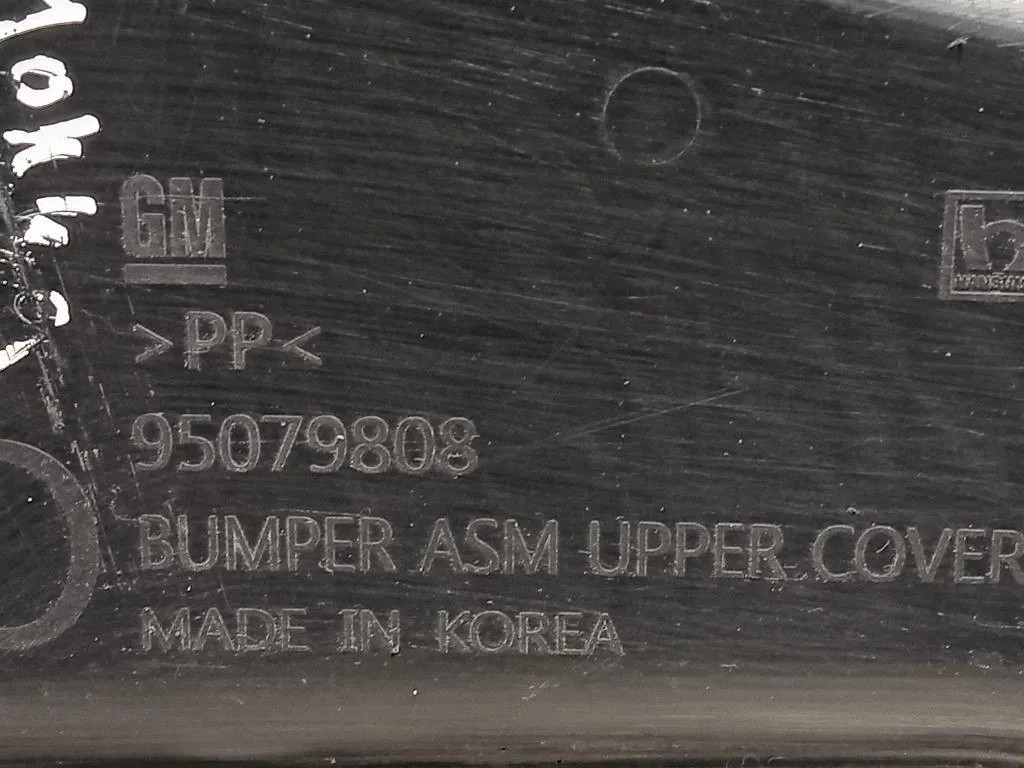 GM
>PP<
95079808
BUMPER ASM UPPER COVER
MADE IN KOREA